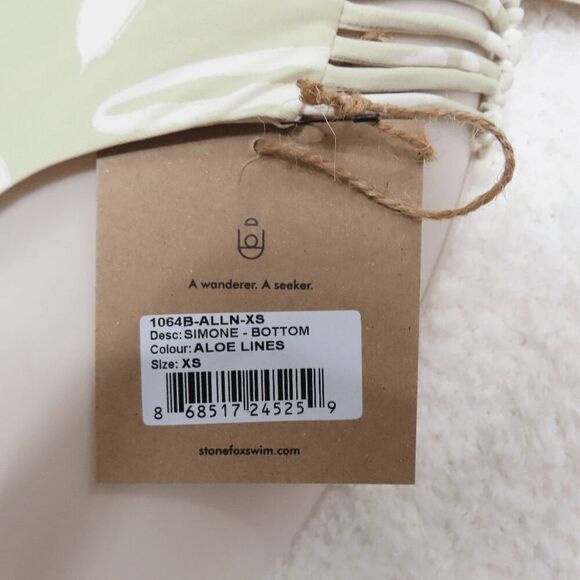 A wanderer. A seeker.
1064B-ALLN-XS
Desc: SIMONE - BOTTOM
Colour: ALOE LINES
Size: XS
8 68517 24525 9
stonefoxswim.com